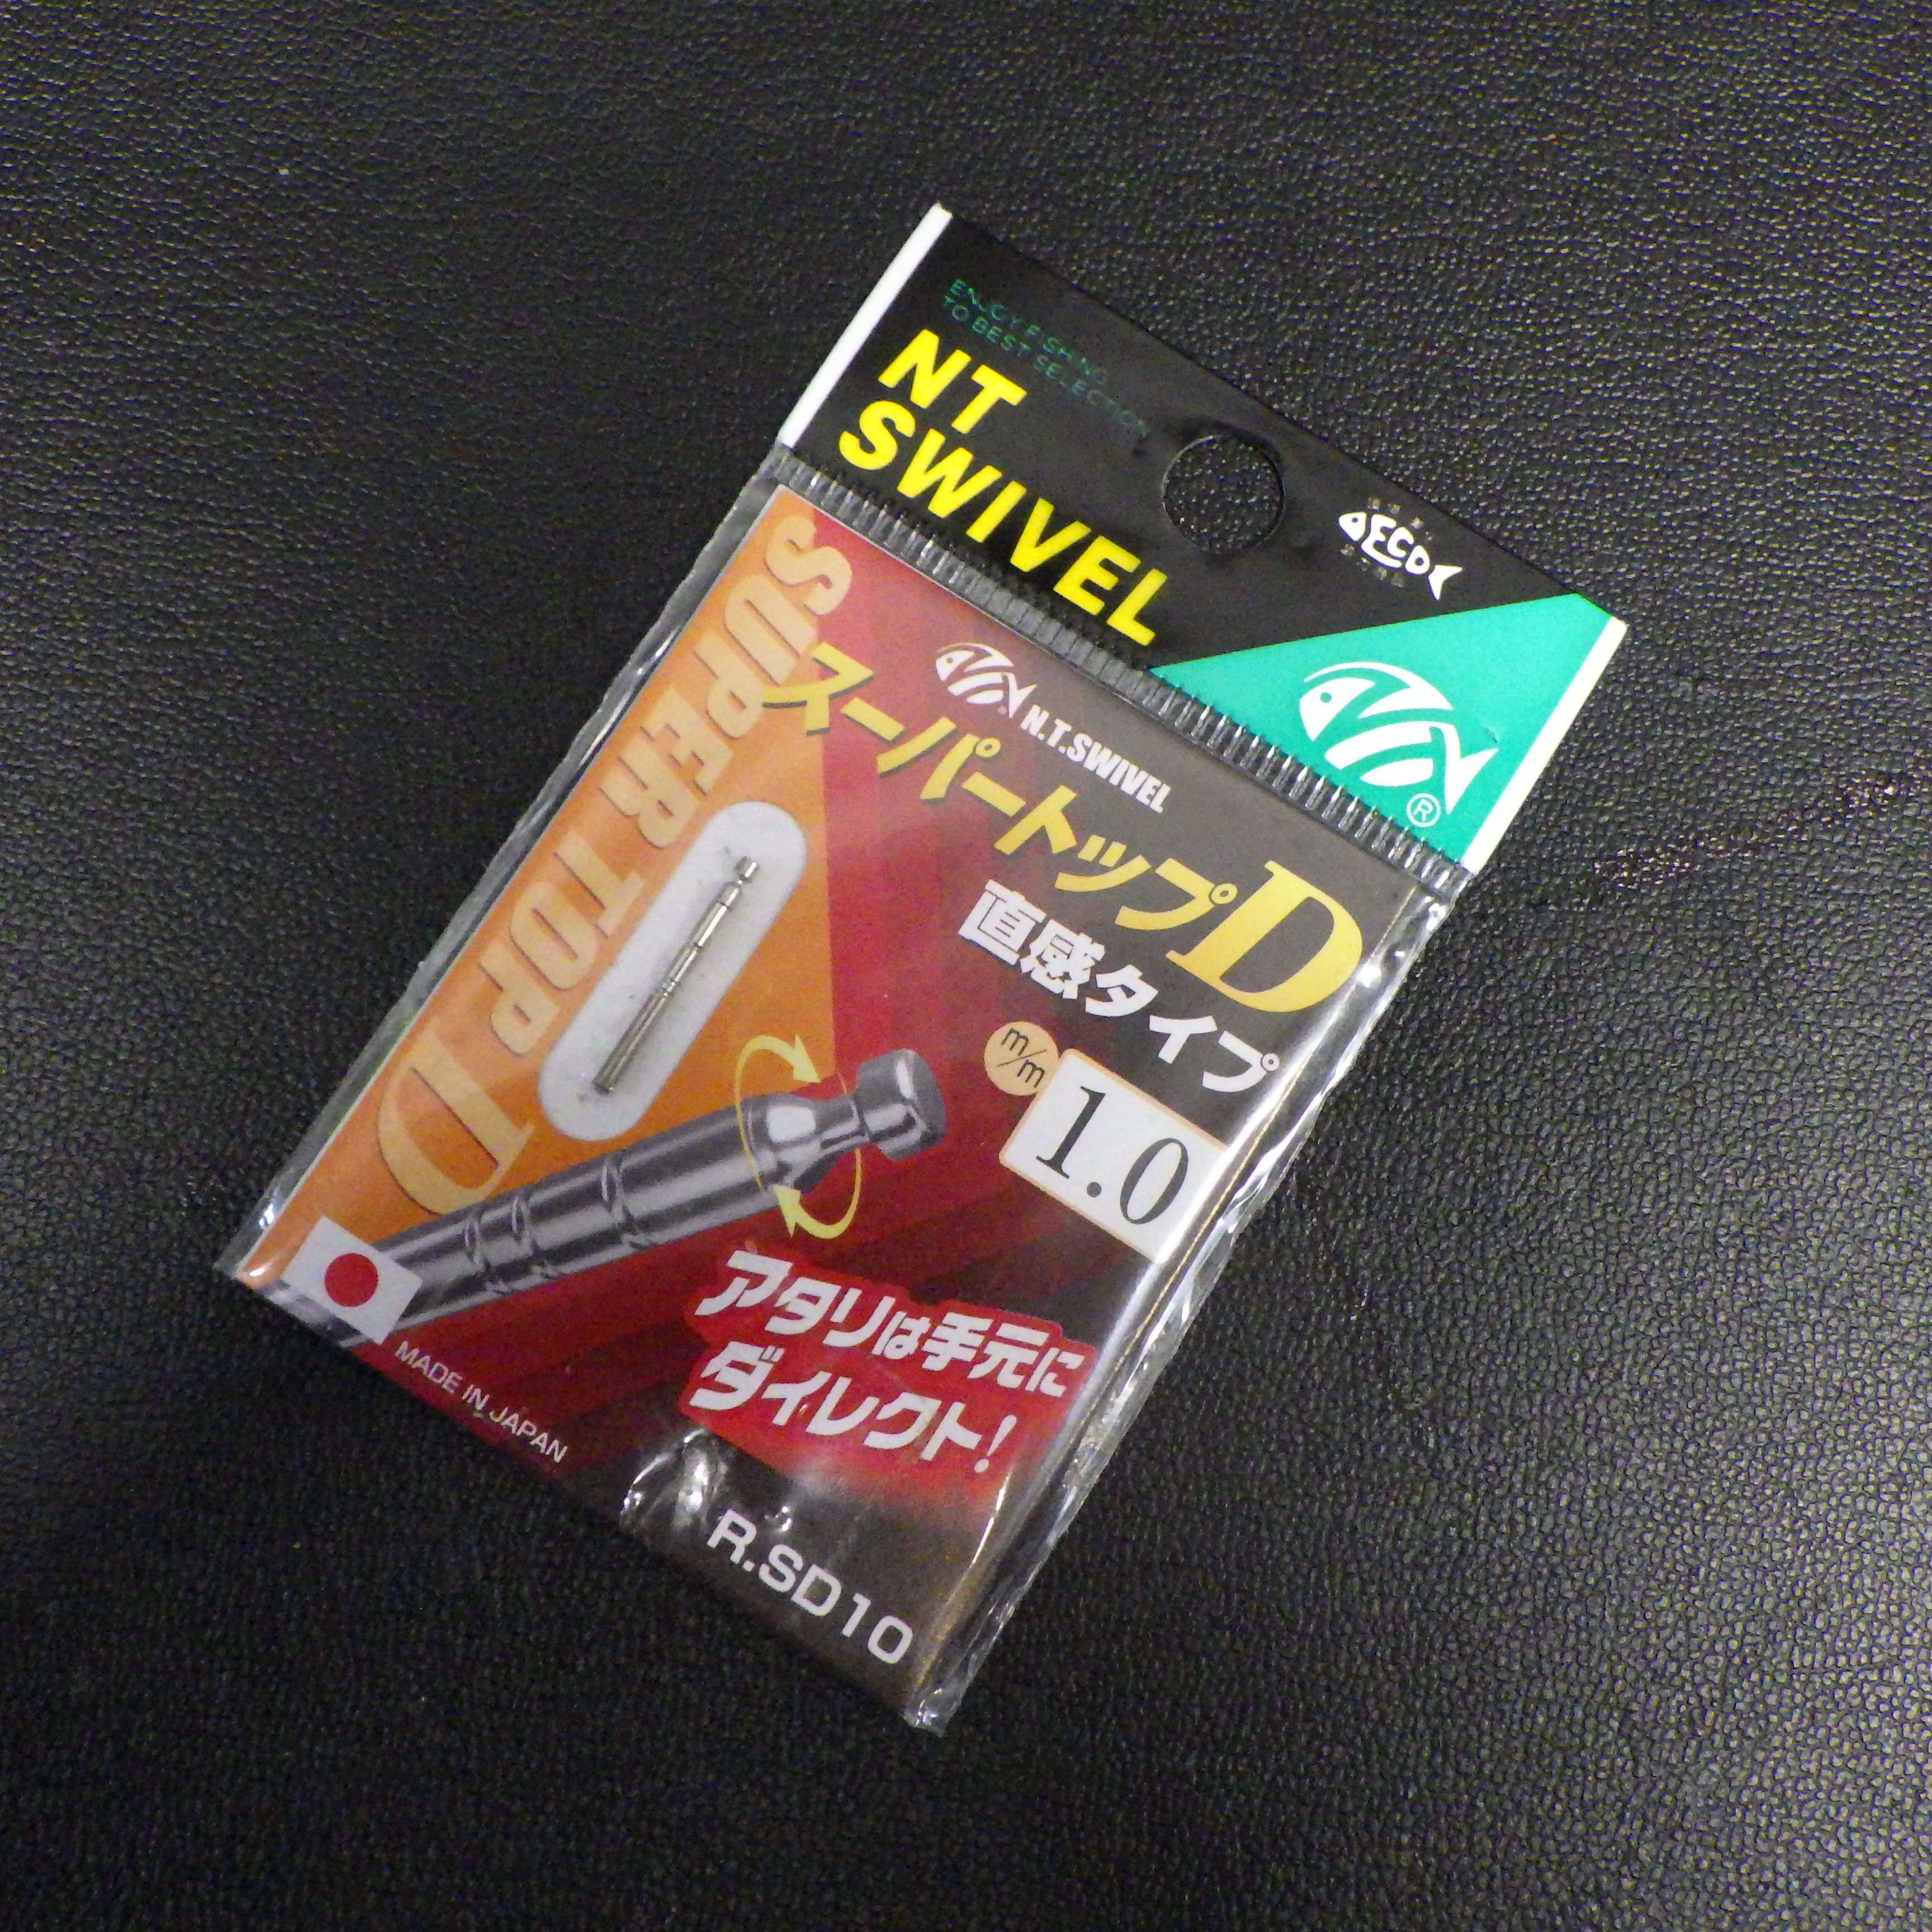 ENJOY FISHING
TO BEST SELECTION
NT
SWIVEL
ECD
®
N.T.SWIVEL
スーパートップD
直感タイプ
m/m
1.0
SUPER TOP D
アタリは手元に
ダイレクト!
MADE IN JAPAN
R.SD10